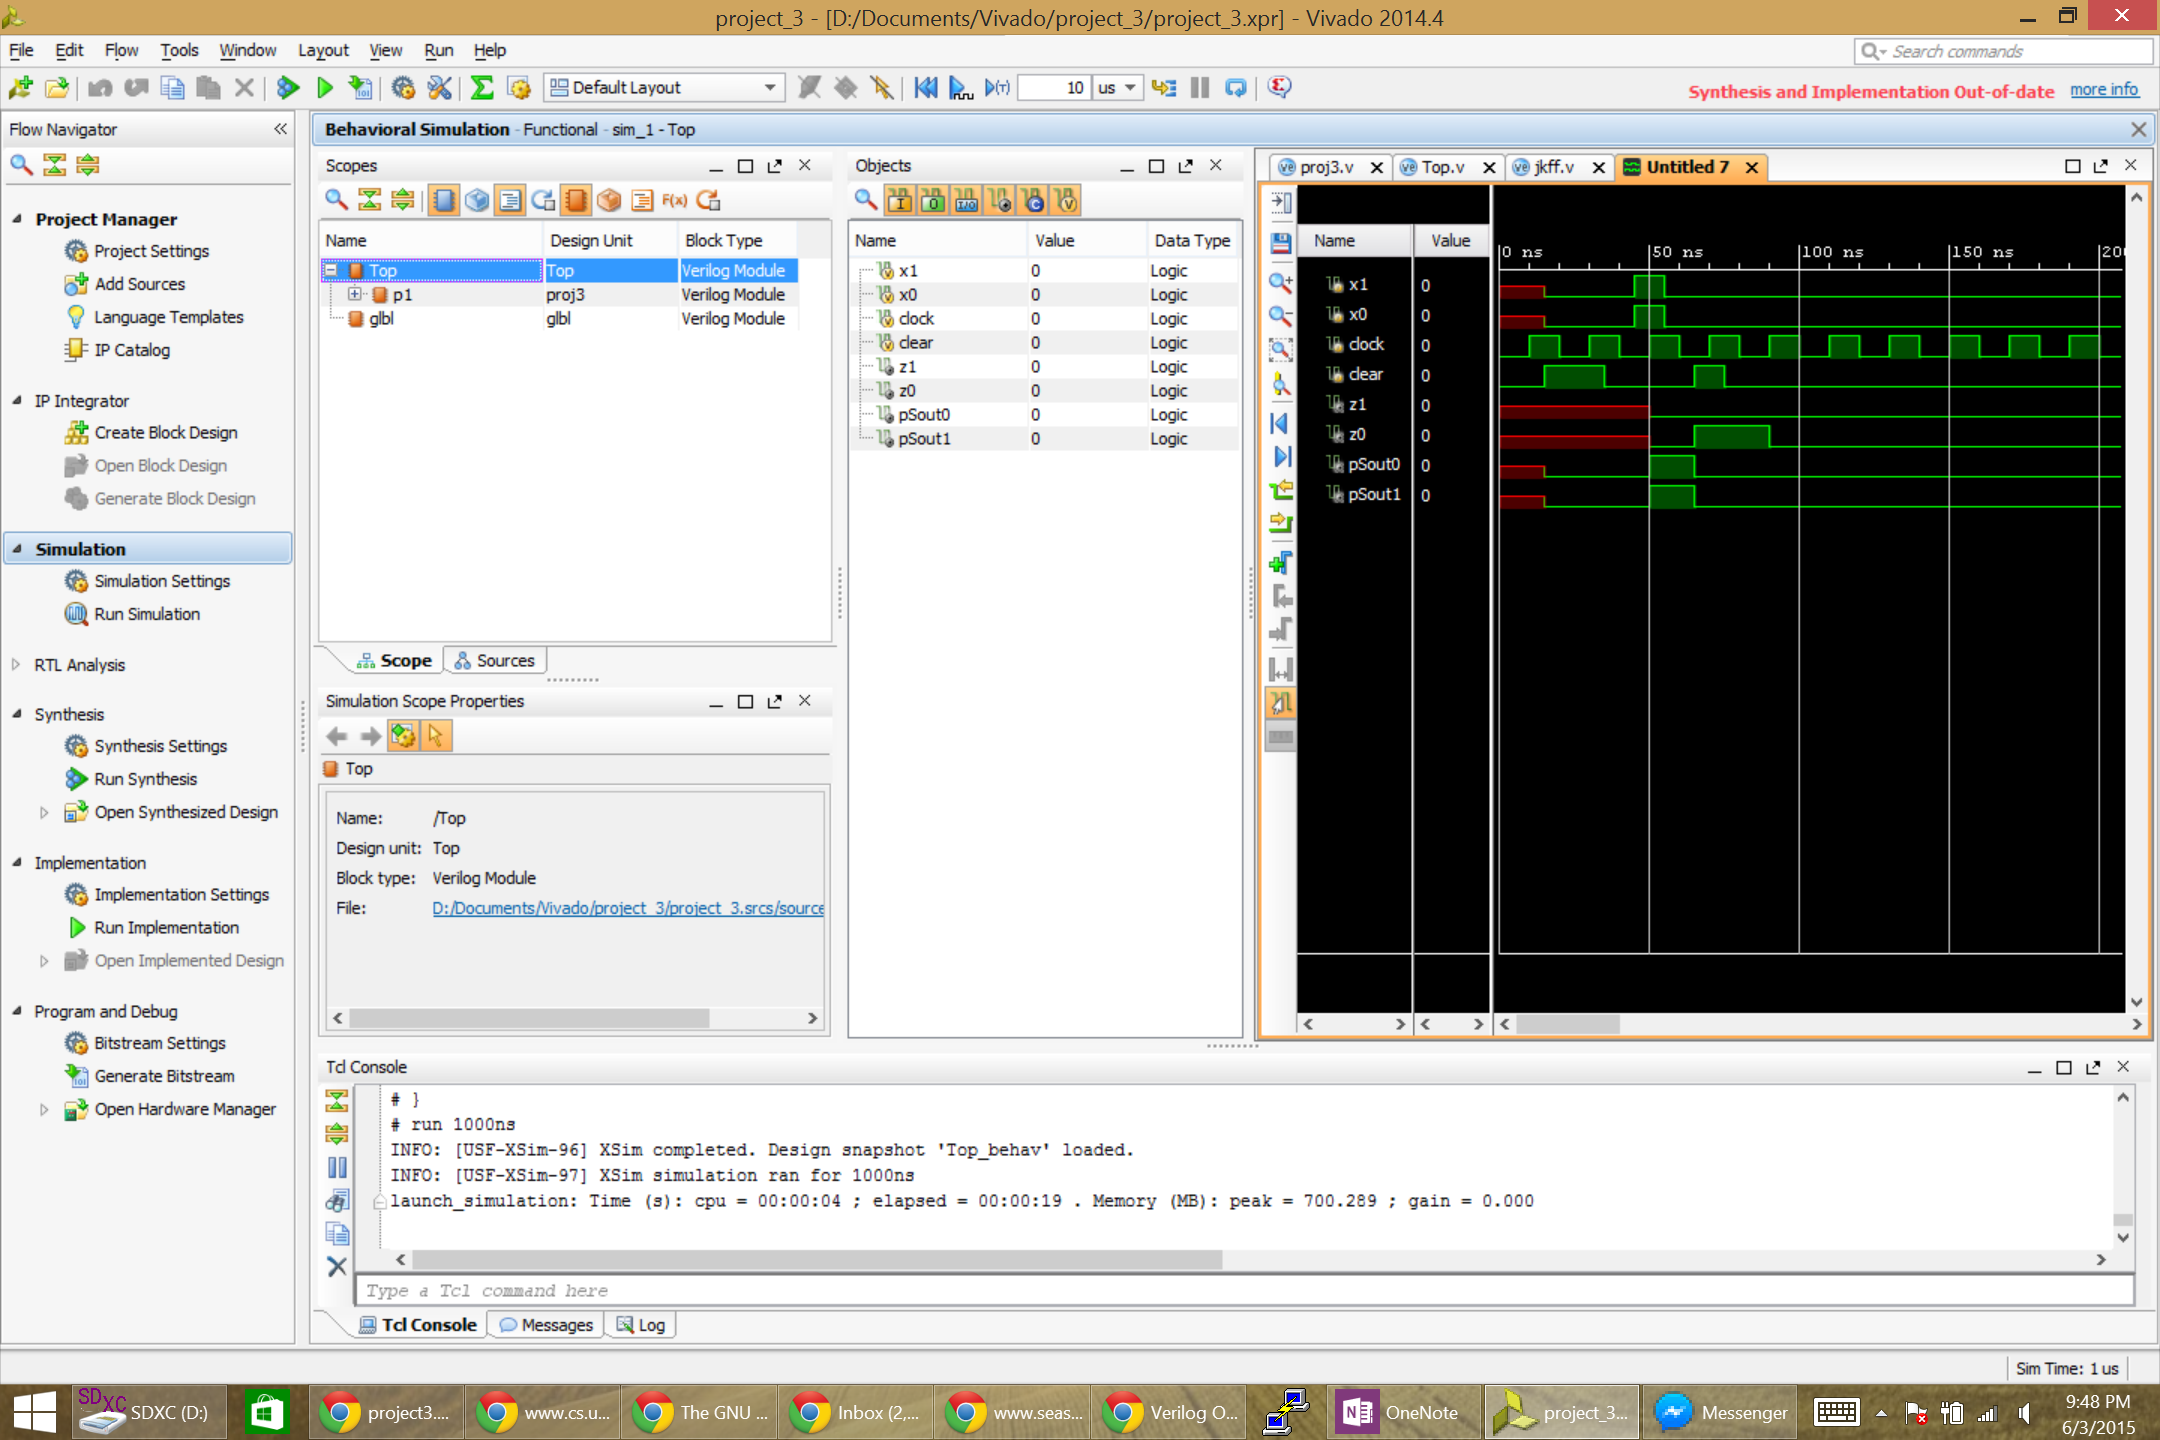 project_3 - [D:/Documents/Vivado/project_3/project_3.xpr] - Vivado 2014.4
File Edit Flow Tools Window Layout View Run Help
Search commands
Default Layout
10 us
Synthesis and Implementation Out-of-date more info
Flow Navigator
Project Manager
Project Settings
Add Sources
Language Templates
IP Catalog
IP Integrator
Create Block Design
Open Block Design
Generate Block Design
Simulation
Simulation Settings
Run Simulation
RTL Analysis
Synthesis
Synthesis Settings
Run Synthesis
Open Synthesized Design
Implementation
Implementation Settings
Run Implementation
Open Implemented Design
Program and Debug
Bitstream Settings
Generate Bitstream
Open Hardware Manager
Behavioral Simulation - Functional - sim_1 - Top
Scopes
F(x)
Name Design Unit Block Type
Top Top Verilog Module
p1 proj3 Verilog Module
glbl glbl Verilog Module
Scope Sources
Simulation Scope Properties
Top
Name: /Top
Design unit: Top
Block type: Verilog Module
File: D:/Documents/Vivado/project_3/project_3.srcs/source
Objects
Name Value Data Type
x1 0 Logic
x0 0 Logic
clock 0 Logic
clear 0 Logic
z1 0 Logic
z0 0 Logic
pSout0 0 Logic
pSout1 0 Logic
proj3.v Top.v jkff.v Untitled 7
Name Value
0 ns 50 ns 100 ns 150 ns 200
x1 0
x0 0
clock 0
clear 0
z1 0
z0 0
pSout0 0
pSout1 0
Tcl Console
# }
# run 1000ns
INFO: [USF-XSim-96] XSim completed. Design snapshot 'Top_behav' loaded.
INFO: [USF-XSim-97] XSim simulation ran for 1000ns
launch_simulation: Time (s): cpu = 00:00:04 ; elapsed = 00:00:19 . Memory (MB): peak = 700.289 ; gain = 0.000
Type a Tcl command here
Tcl Console Messages Log
Sim Time: 1 us
SDXC
SDXC (D:) project3.... www.cs.u... The GNU ... Inbox (2,... www.seas... Verilog O... OneNote project_3... Messenger
9:48 PM
6/3/2015